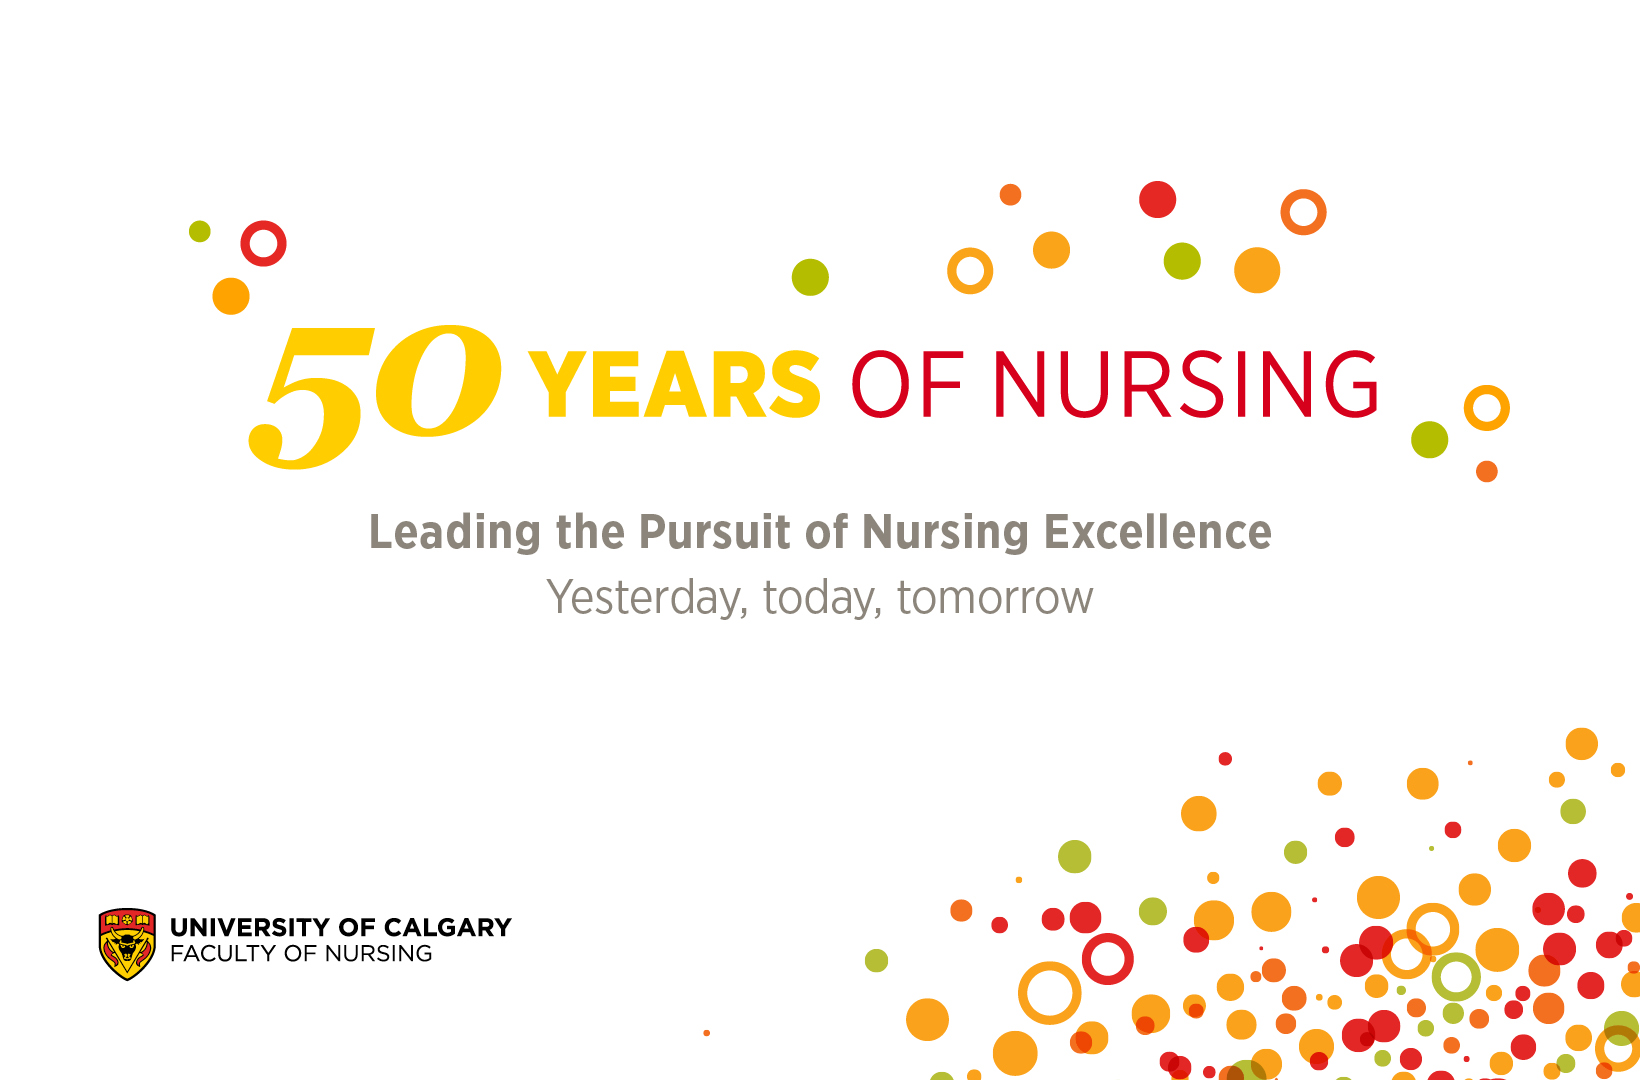 50 YEARS OF NURSING
Leading the Pursuit of Nursing Excellence
Yesterday, today, tomorrow
UNIVERSITY OF CALGARY
FACULTY OF NURSING